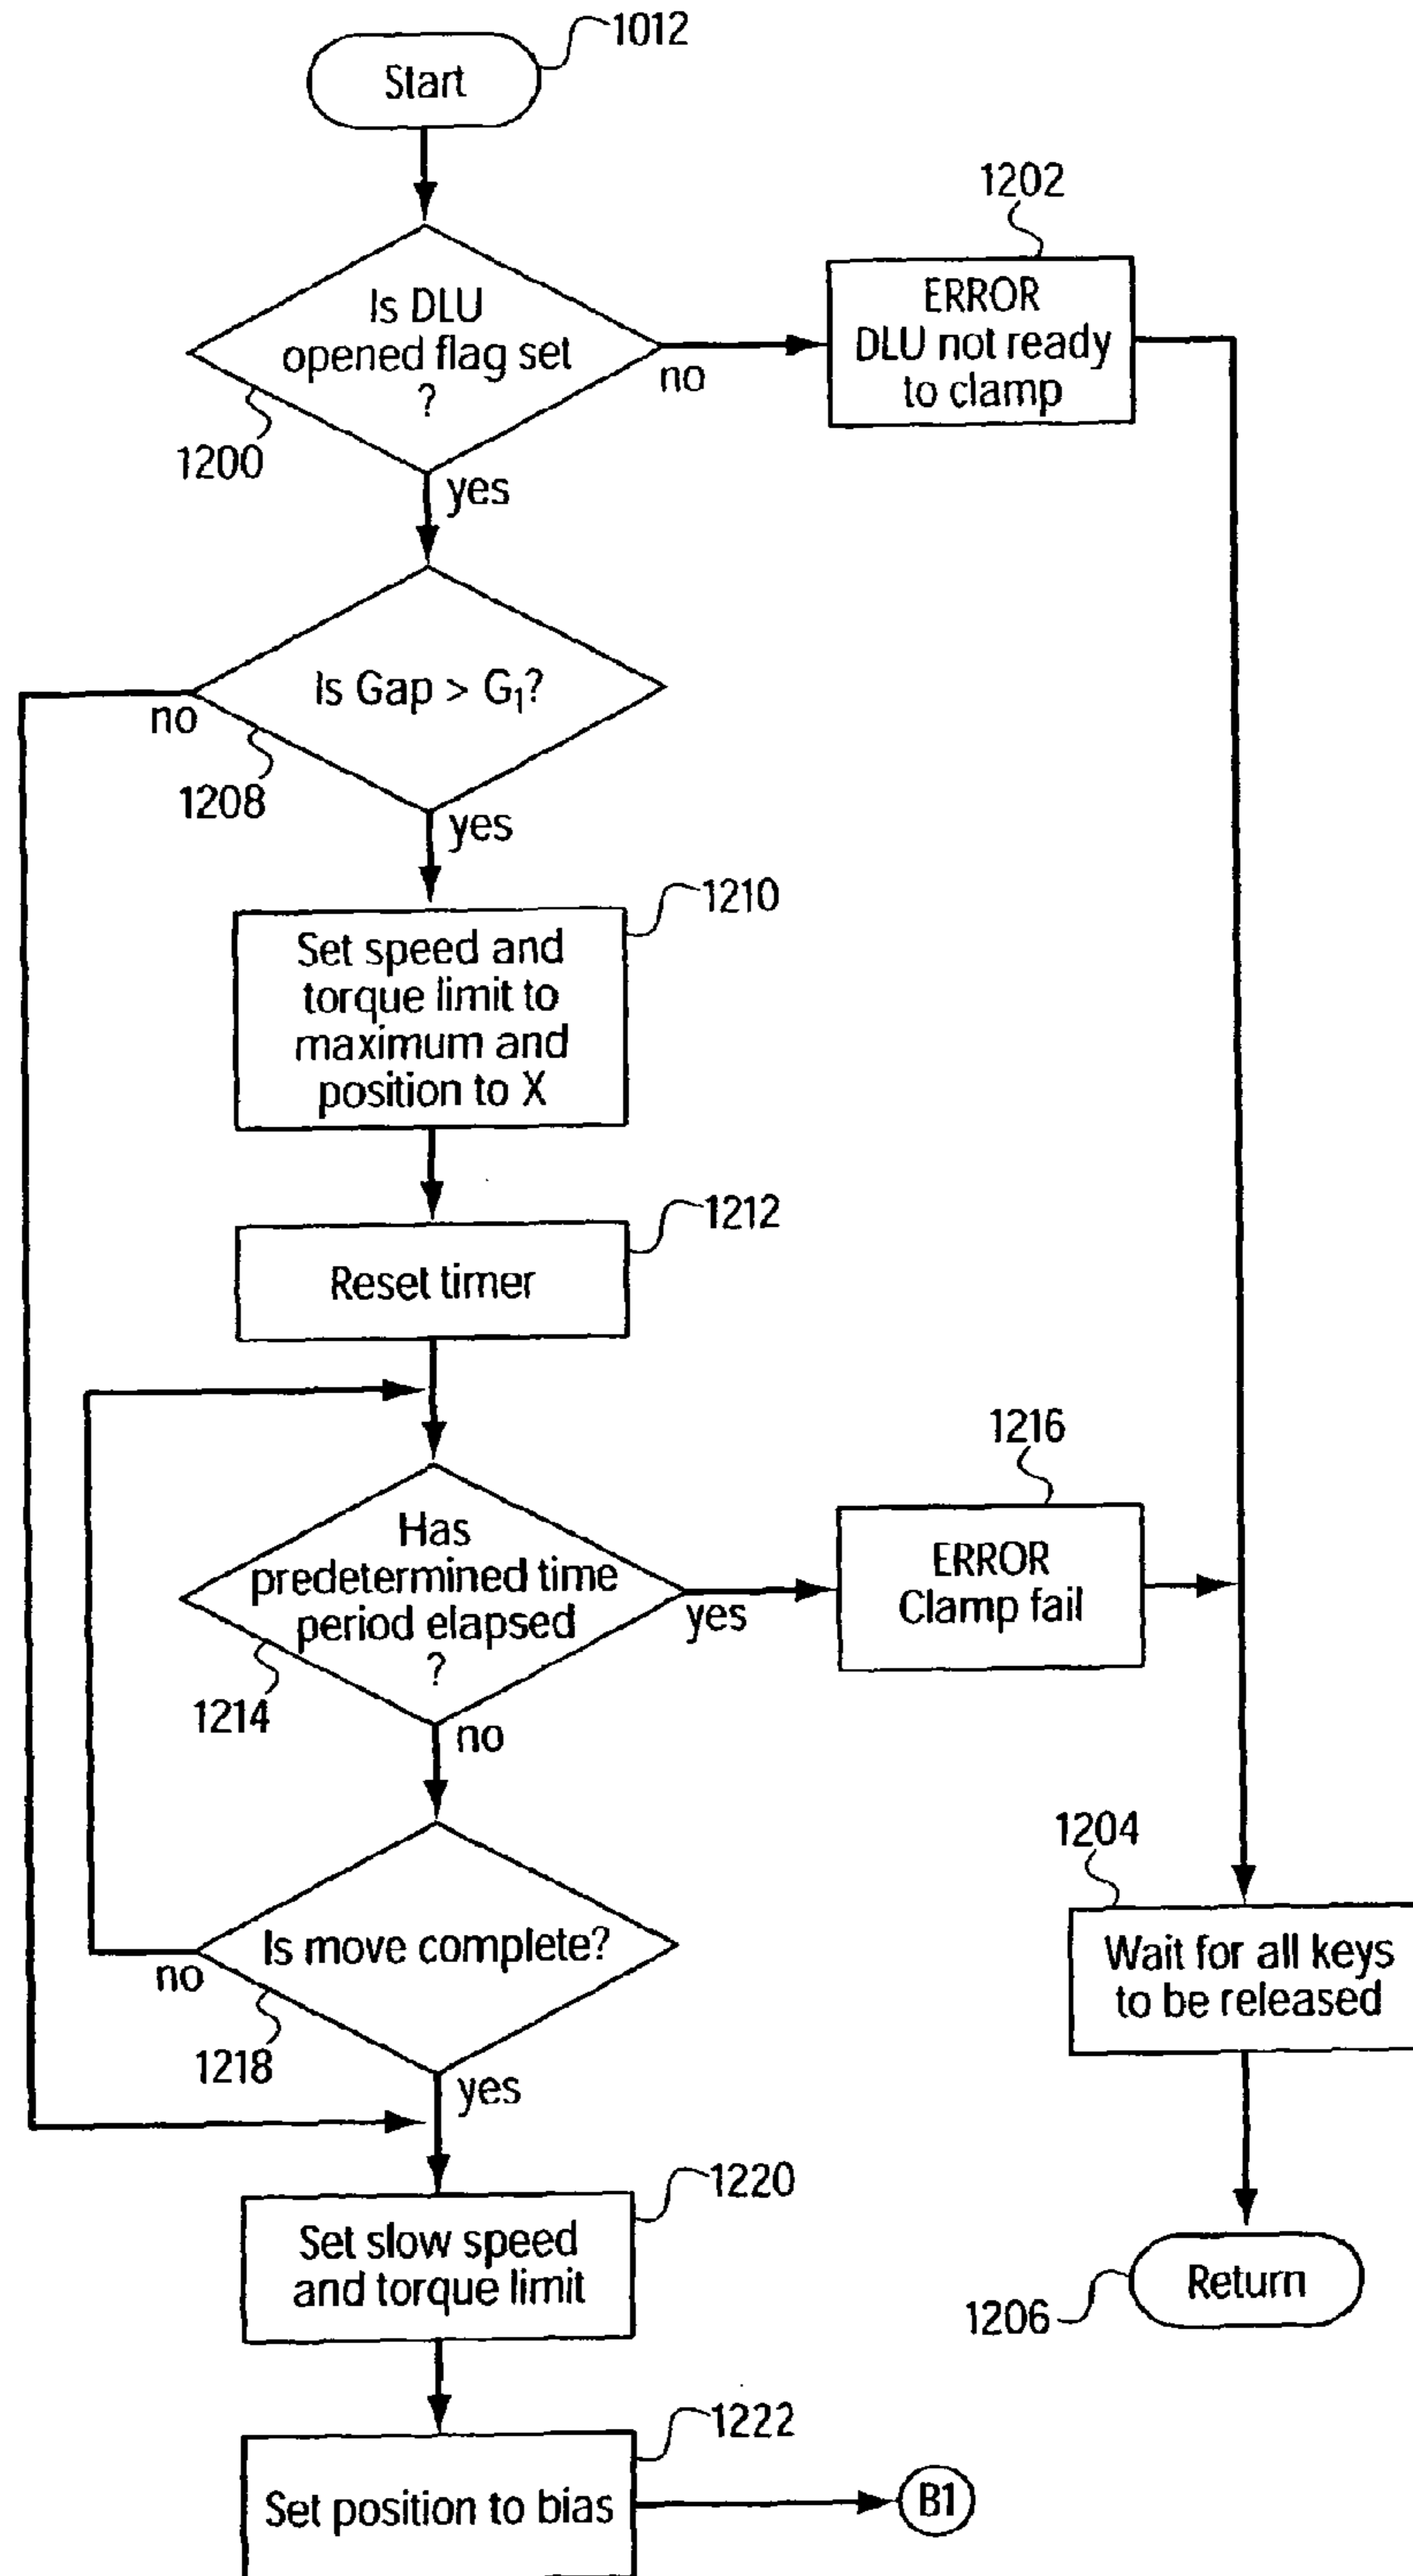 1012
Start
1202
ERROR
DLU not ready
to clamp
Is DLU
opened flag set
?
no
1200
yes
Is Gap > G₁?
no
1208
yes
1210
Set speed and
torque limit to
maximum and
position to X
1212
Reset timer
1216
ERROR
Clamp fail
Has
predetermined time
period elapsed
?
yes
1214
no
1204
Wait for all keys
to be released
Is move complete?
no
1218
yes
1220
Set slow speed
and torque limit
Return
1206
1222
Set position to bias
B1